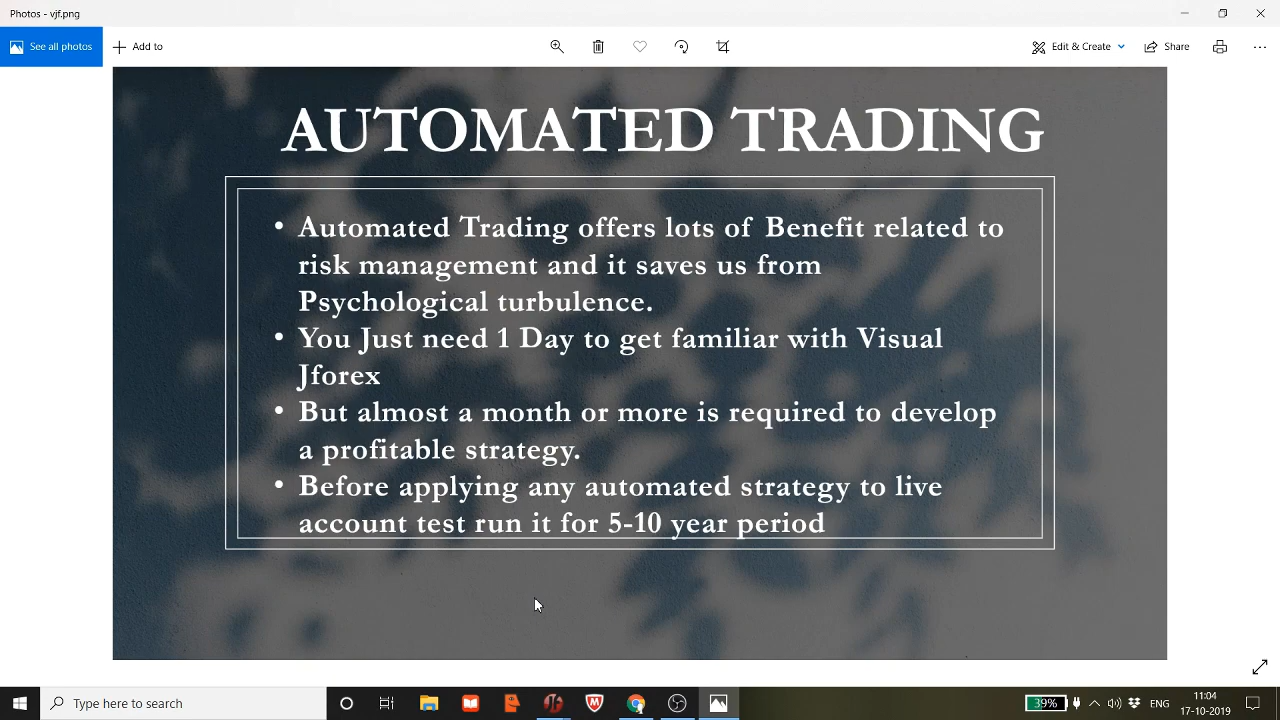 Photos - vjf.png
See all photos
Add to
Edit & Create
Share
AUTOMATED TRADING
• Automated Trading offers lots of Benefit related to
risk management and it saves us from
Psychological turbulence.
• You Just need 1 Day to get familiar with Visual
Jforex
• But almost a month or more is required to develop
a profitable strategy.
• Before applying any automated strategy to live
account test run it for 5-10 year period
Type here to search
39%
ENG
11:04
17-10-2019